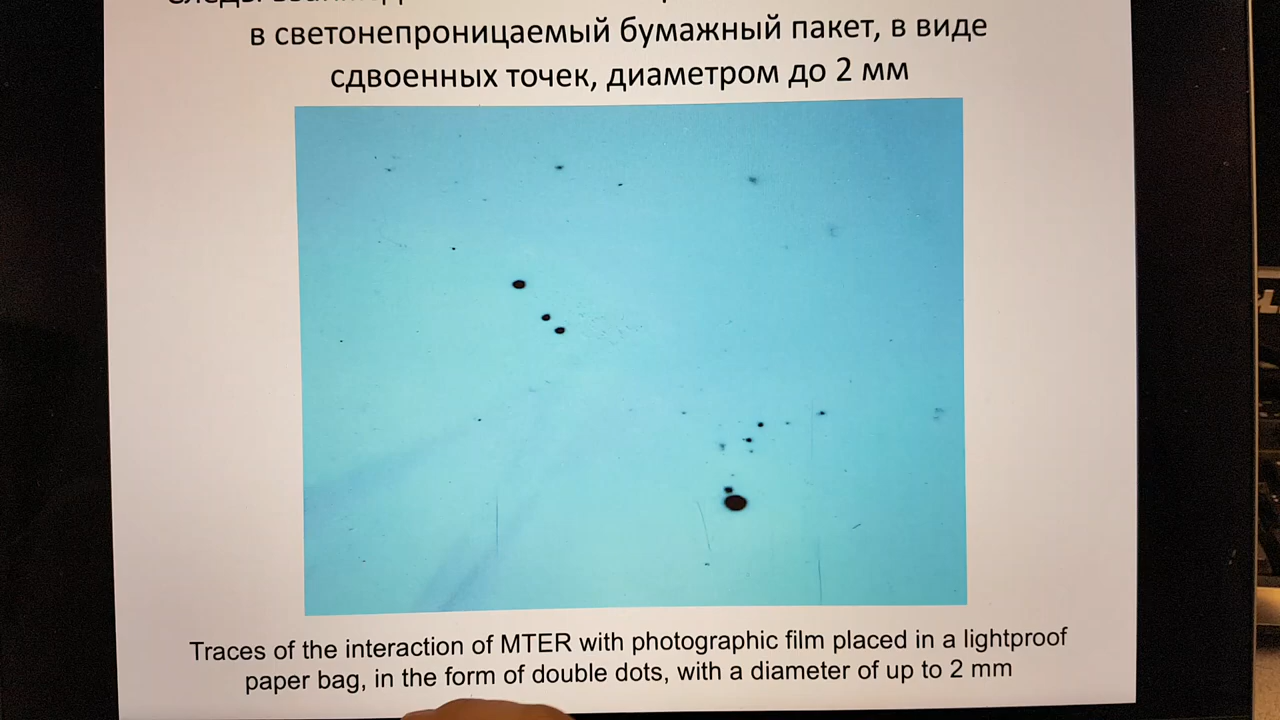 в светонепроницаемый бумажный пакет, в виде
сдвоенных точек, диаметром до 2 мм
Traces of the interaction of MTER with photographic film placed in a lightproof
paper bag, in the form of double dots, with a diameter of up to 2 mm